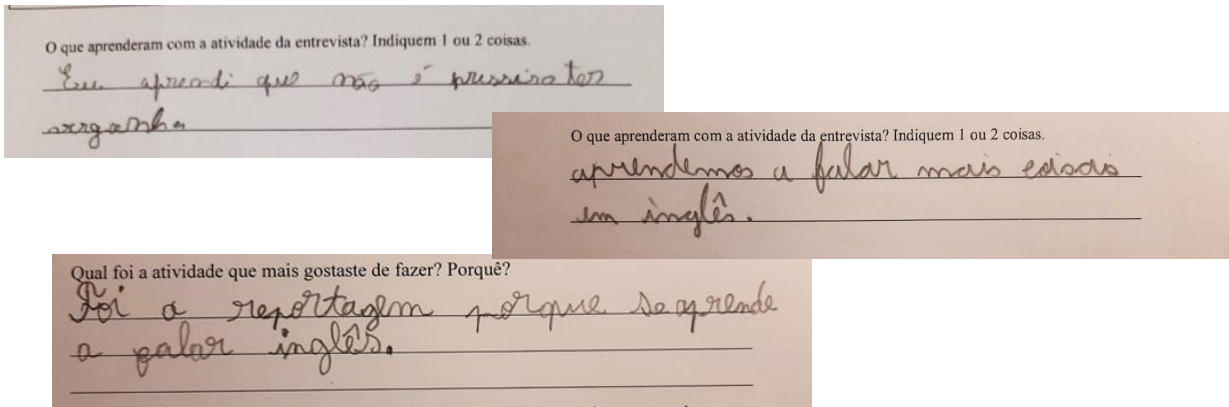 O que aprenderam com a atividade da entrevista? Indiquem 1 ou 2 coisas.
Eu aprendi que não é pressiso ter
vergonha
O que aprenderam com a atividade da entrevista? Indiquem 1 ou 2 coisas.
aprendemos a falar mais coisas
em inglês.
Qual foi a atividade que mais gostaste de fazer? Porquê?
Foi a reportagem porque se aprende
a falar inglês.